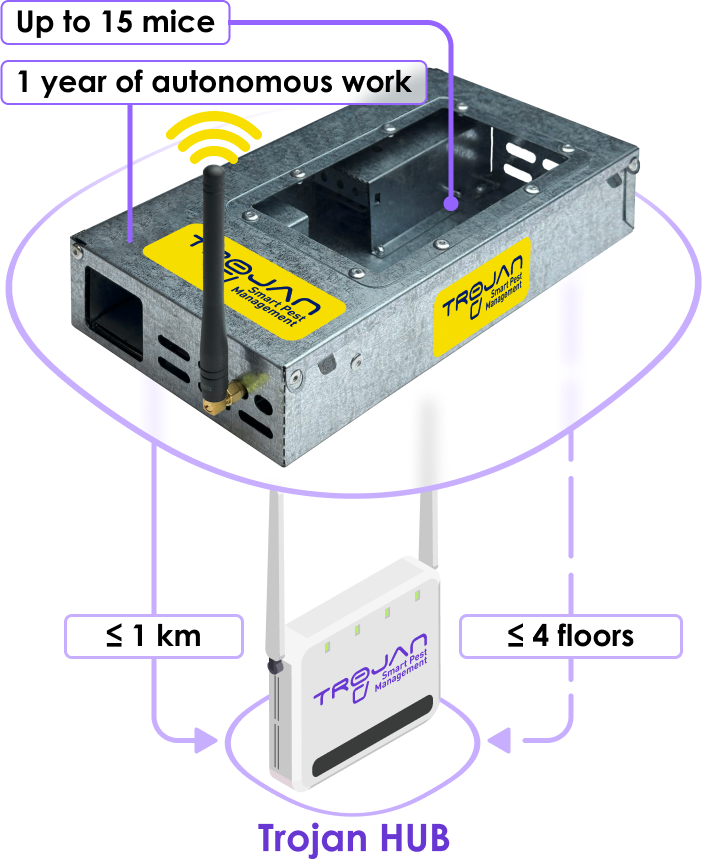 Up to 15 mice
1 year of autonomous work
TROJAN
Smart Pest
Management
TROJAN
Smart Pest
Management
≤ 1 km
≤ 4 floors
TROJAN
Smart Pest
Management
Trojan HUB